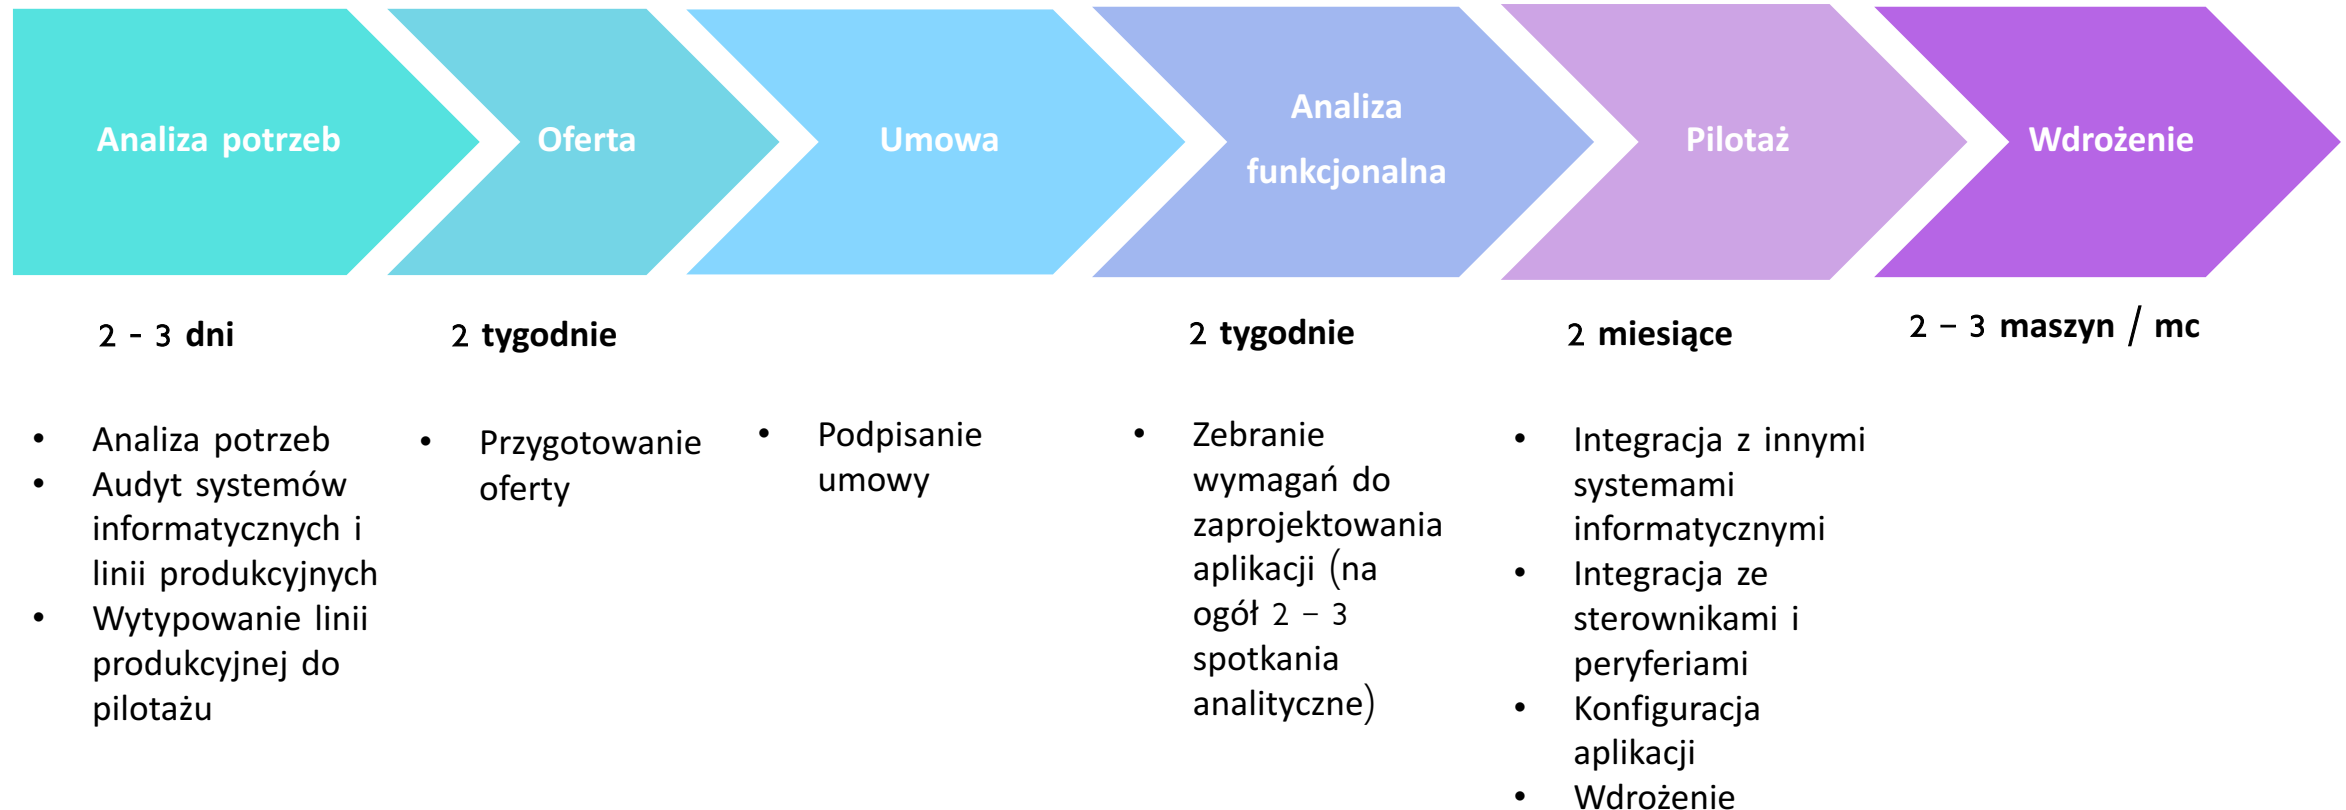 Analiza potrzeb
Oferta
Umowa
Analiza
funkcjonalna
Pilotaż
Wdrożenie
2 - 3 dni
2 tygodnie
2 tygodnie
2 miesiące
2 – 3 maszyn / mc
• Analiza potrzeb
• Audyt systemów
informatycznych i
linii produkcyjnych
• Wytypowanie linii
produkcyjnej do
pilotażu
• Przygotowanie
oferty
• Podpisanie
umowy
• Zebranie
wymagań do
zaprojektowania
aplikacji (na
ogół 2 – 3
spotkania
analityczne)
• Integracja z innymi
systemami
informatycznymi
• Integracja ze
sterownikami i
peryferiami
• Konfiguracja
aplikacji
• Wdrożenie